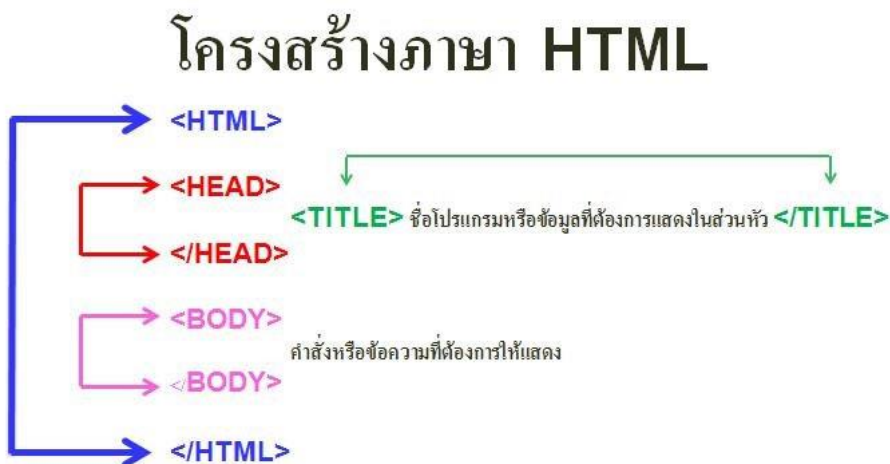 โครงสร้างภาษา HTML
<HTML>
<HEAD>
<TITLE> ชื่อโปรแกรมหรือข้อมูลที่ต้องการแสดงในส่วนหัว </TITLE>
</HEAD>
<BODY>
คำสั่งหรือข้อความที่ต้องการให้แสดง
</BODY>
</HTML>